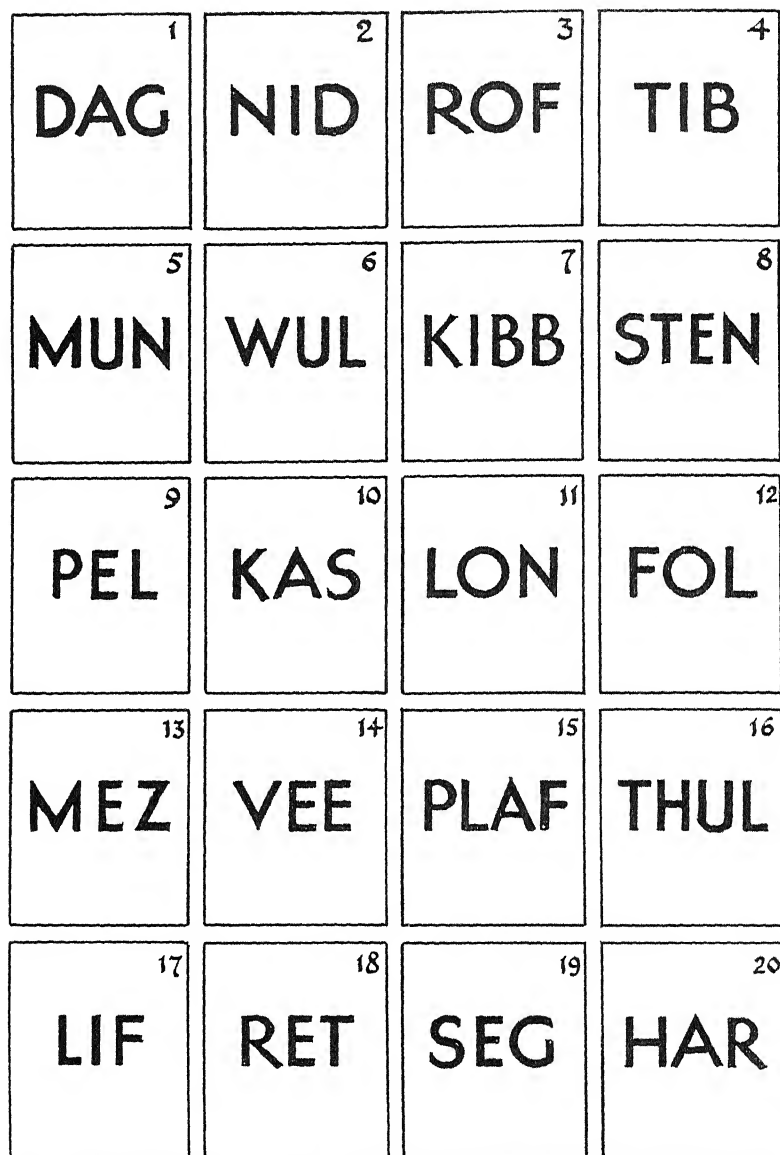 1 2 3 4
DAG NID ROF TIB
5 6 7 8
MUN WUL KIBB STEN
9 10 11 12
PEL KAS LON FOL
13 14 15 16
MEZ VEE PLAF THUL
17 18 19 20
LIF RET SEG HAR